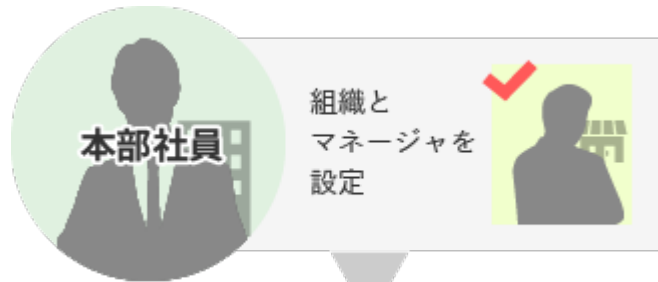 本部社員
組織と
マネージャを
設定